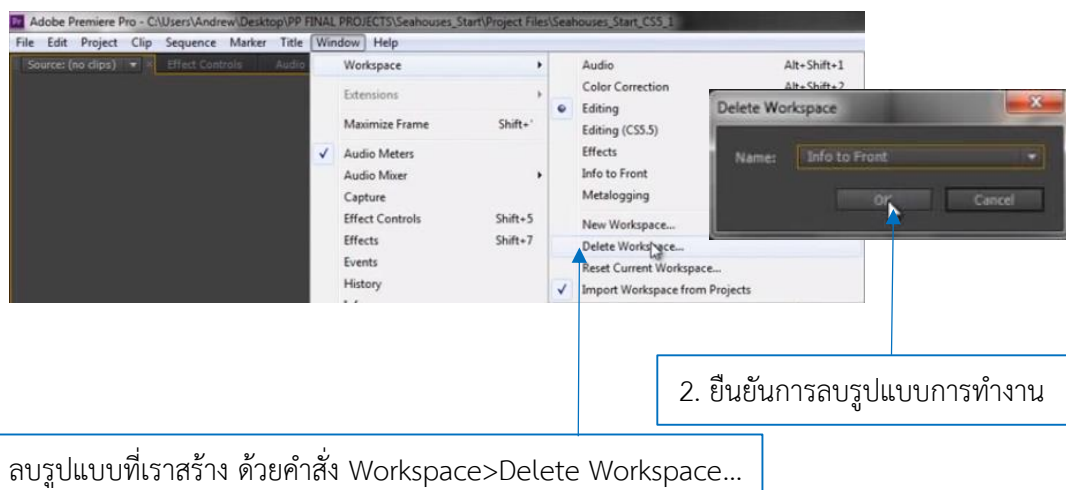 Adobe Premiere Pro - C:\Users\Andrew\Desktop\PP FINAL PROJECTS\Seahouses_Start\Project Files\Seahouses_Start_CS5_1
File Edit Project Clip Sequence Marker Title Window Help
Source: (no clips) Effect Controls Audio
Workspace
Extensions
Maximize Frame Shift+`
Audio Meters
Audio Mixer
Capture
Effect Controls Shift+5
Effects Shift+7
Events
History
Audio Alt+Shift+1
Color Correction Alt+Shift+2
Editing
Editing (CS5.5)
Effects
Info to Front
Metalogging
New Workspace...
Delete Workspace...
Reset Current Workspace...
Import Workspace from Projects
Delete Workspace
Name: Info to Front
OK Cancel
2. ยืนยันการลบรูปแบบการทำงาน
ลบรูปแบบที่เราสร้าง ด้วยคำสั่ง Workspace>Delete Workspace...